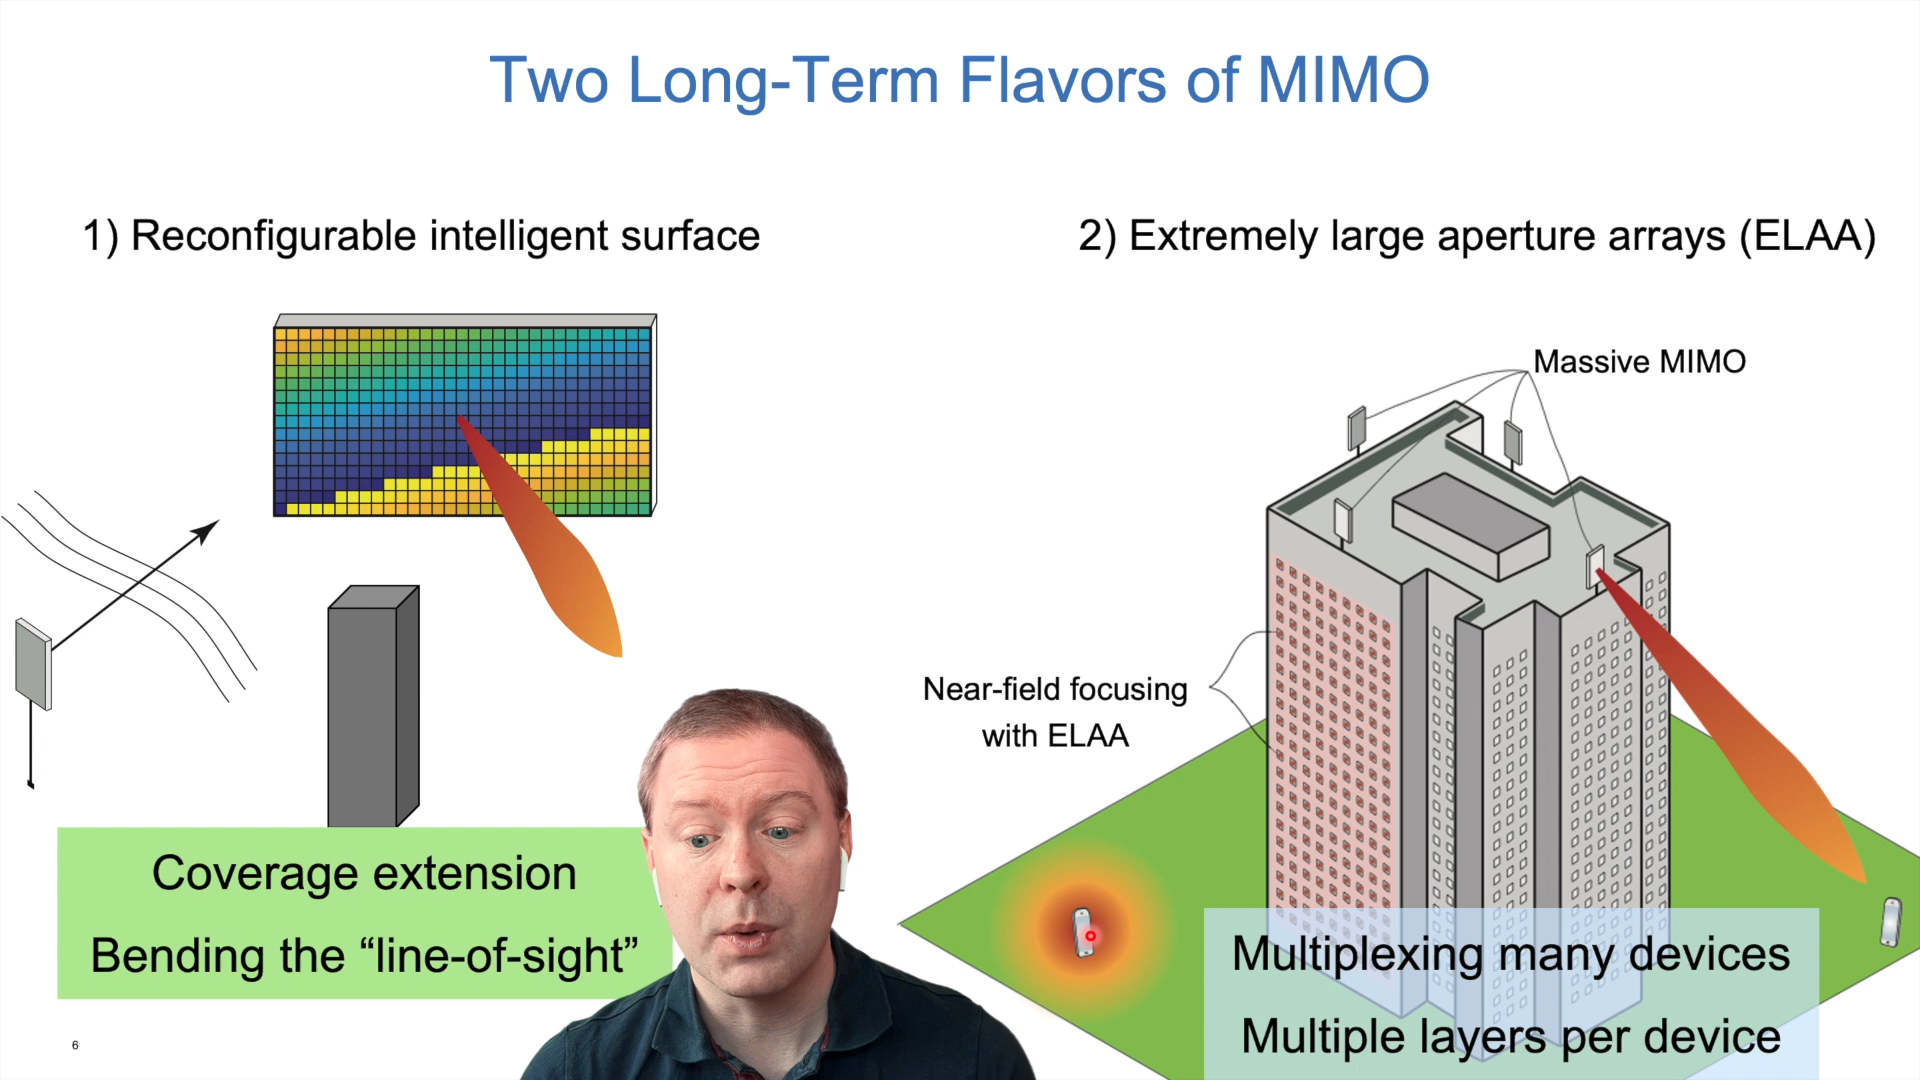 Two Long-Term Flavors of MIMO
1) Reconfigurable intelligent surface
2) Extremely large aperture arrays (ELAA)
Massive MIMO
Near-field focusing
with ELAA
Coverage extension
Bending the “line-of-sight”
Multiplexing many devices
Multiple layers per device
6